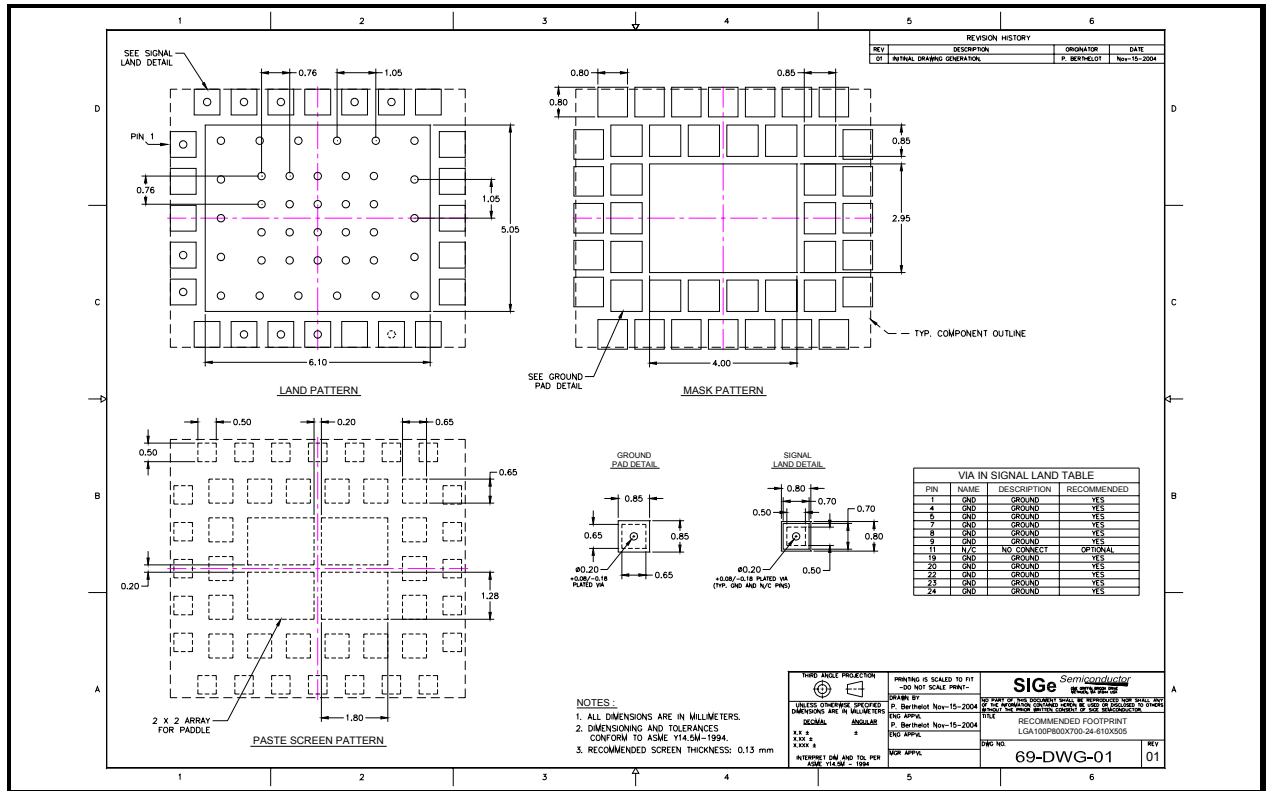 1 2 3 4 5 6
REVISION HISTORY
REV DESCRIPTION ORIGINATOR DATE
01 INITINAL DRAWING GENERATION. P. BERTHELOT Nov-15-2004
SEE SIGNAL
LAND DETAIL
0.76 1.05
0.80 0.85
D D
0.80
PIN 1
0.85
0.76
1.05
2.95
5.05
C C
TYP. COMPONENT OUTLINE
6.10
4.00
SEE GROUND
PAD DETAIL
LAND PATTERN
MASK PATTERN
0.50 0.20 0.65
0.50
0.65
GROUND
PAD DETAIL
SIGNAL
LAND DETAIL
0.85
0.65
0.85
0.65
ø0.20
+0.08/-0.18
PLATED VIA
0.80
0.70
0.50
0.70
0.80
0.50
ø0.20
+0.08/-0.18 PLATED VIA
(TYP. GND AND N/C PINS)
VIA IN SIGNAL LAND TABLE
PIN NAME DESCRIPTION RECOMMENDED
1 GND GROUND YES
4 GND GROUND YES
GND GROUND YES
7 GND GROUND YES
8 GND GROUND YES
9 GND GROUND YES
11 N/C NO CONNECT OPTIONAL
19 GND GROUND YES
20 GND GROUND YES
22 GND GROUND YES
23 GND GROUND YES
24 GND GROUND YES
B B
0.20
1.28
A A
2 X 2 ARRAY
FOR PADDLE
1.80
PASTE SCREEN PATTERN
NOTES :
1. ALL DIMENSIONS ARE IN MILLIMETERS.
2. DIMENSIONING AND TOLERANCES
CONFORM TO ASME Y14.5M-1994.
3. RECOMMENDED SCREEN THICKNESS: 0.13 mm
THIRD ANGLE PROJECTION
UNLESS OTHERWISE SPECIFIED
DIMENSIONS ARE IN MILLIMETERS
DECIMAL ANGULAR
X.X ± ±
X.XX ±
X.XXX ±
INTERPRET DIM AND TOL PER
ASME Y14.5M - 1994
PRINTING IS SCALED TO FIT
-DO NOT SCALE PRINT-
DRAWN BY
P. Berthelot Nov-15-2004
ENG APPVL
P. Berthelot Nov-15-2004
ENG APPVL
MGR APPVL
SIGe Semiconductor
NO PART OF THIS DOCUMENT SHALL BE REPRODUCED NOR SHALL ANY
OF THE INFORMATION CONTAINED HEREIN BE USED OR DISCLOSED TO OTHERS
WITHOUT THE PRIOR WRITTEN CONSENT OF SIGE SEMICONDUCTOR.
TITLE
RECOMMENDED FOOTPRINT
LGA100P800X700-24-610X505
DWG NO.
69-DWG-01
REV
01
1 2 3 4 5 6